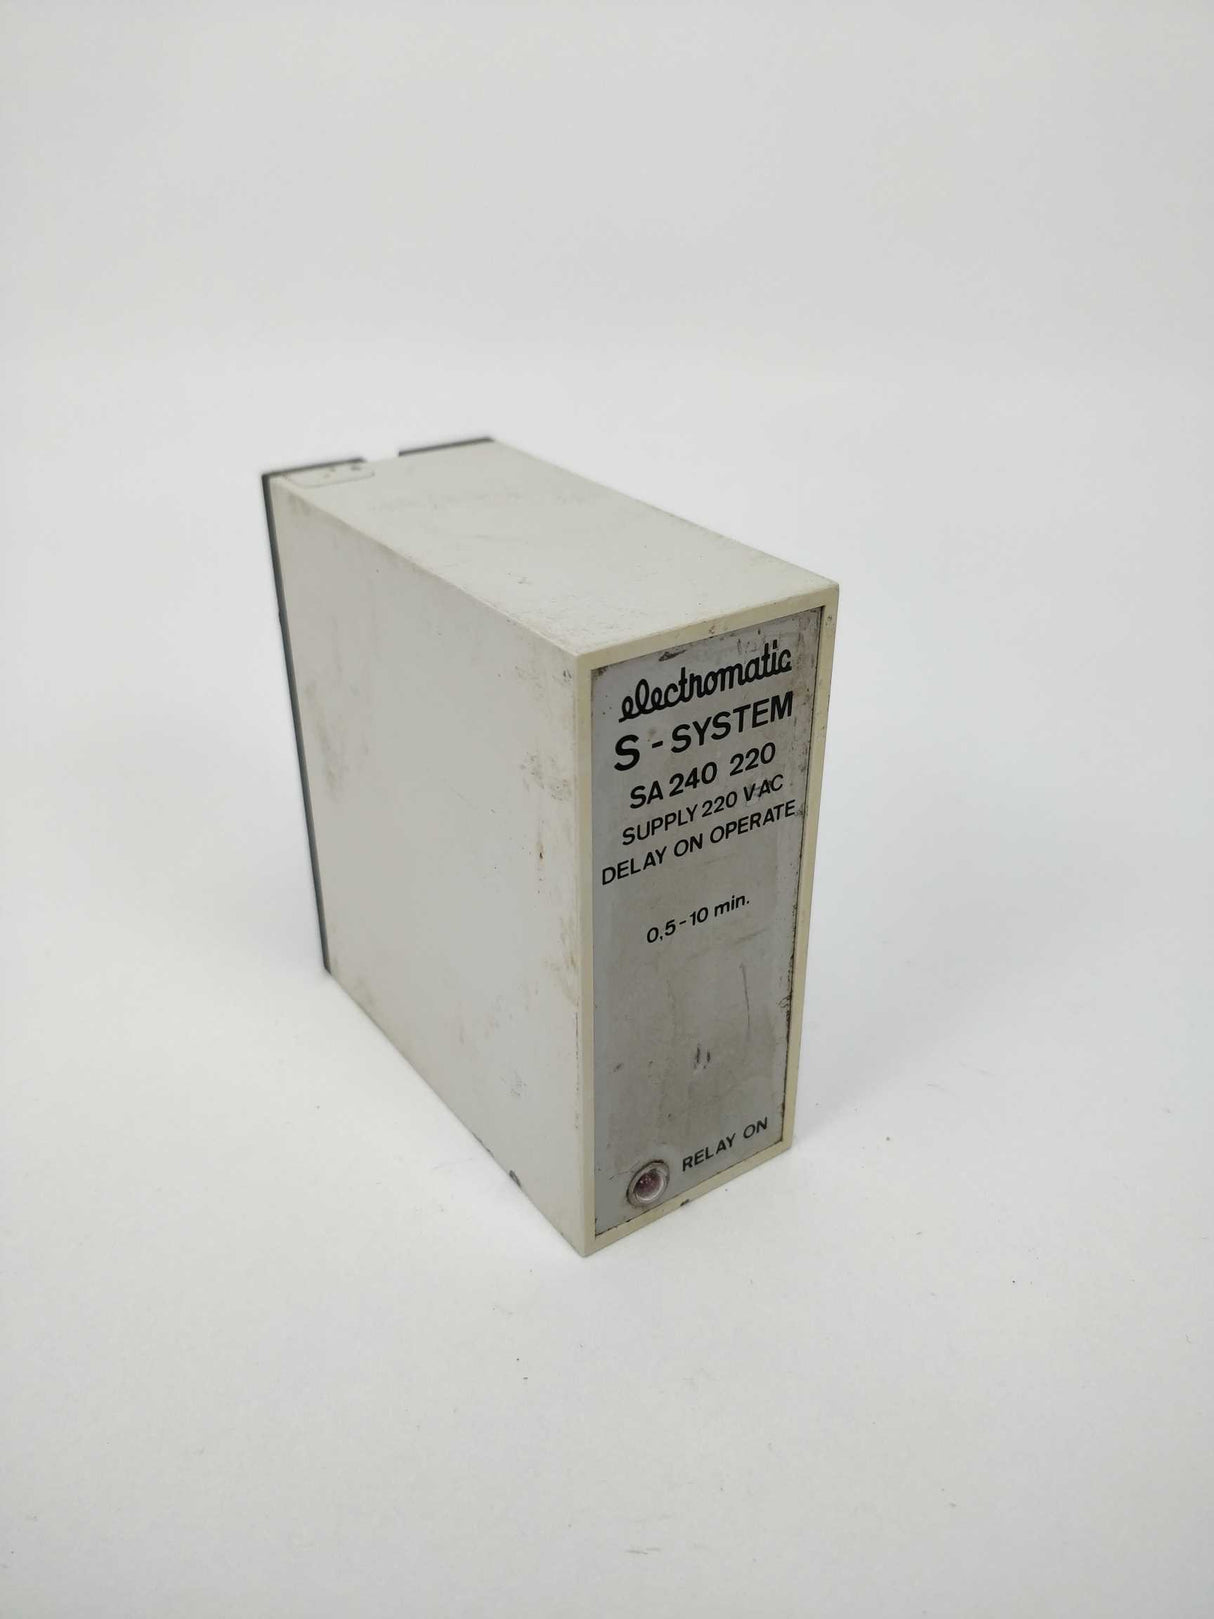 electromatic
S - SYSTEM
SA 240 220
SUPPLY 220 V AC
DELAY ON OPERATE
0,5 - 10 min.
RELAY ON